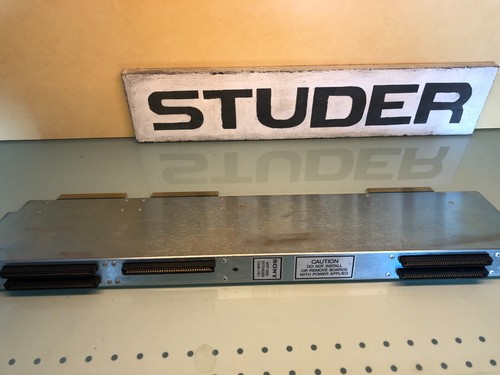 STUDER
SONY
CAUTION
DO NOT INSTALL
OR REMOVE BOARDS
WITH POWER APPLIED